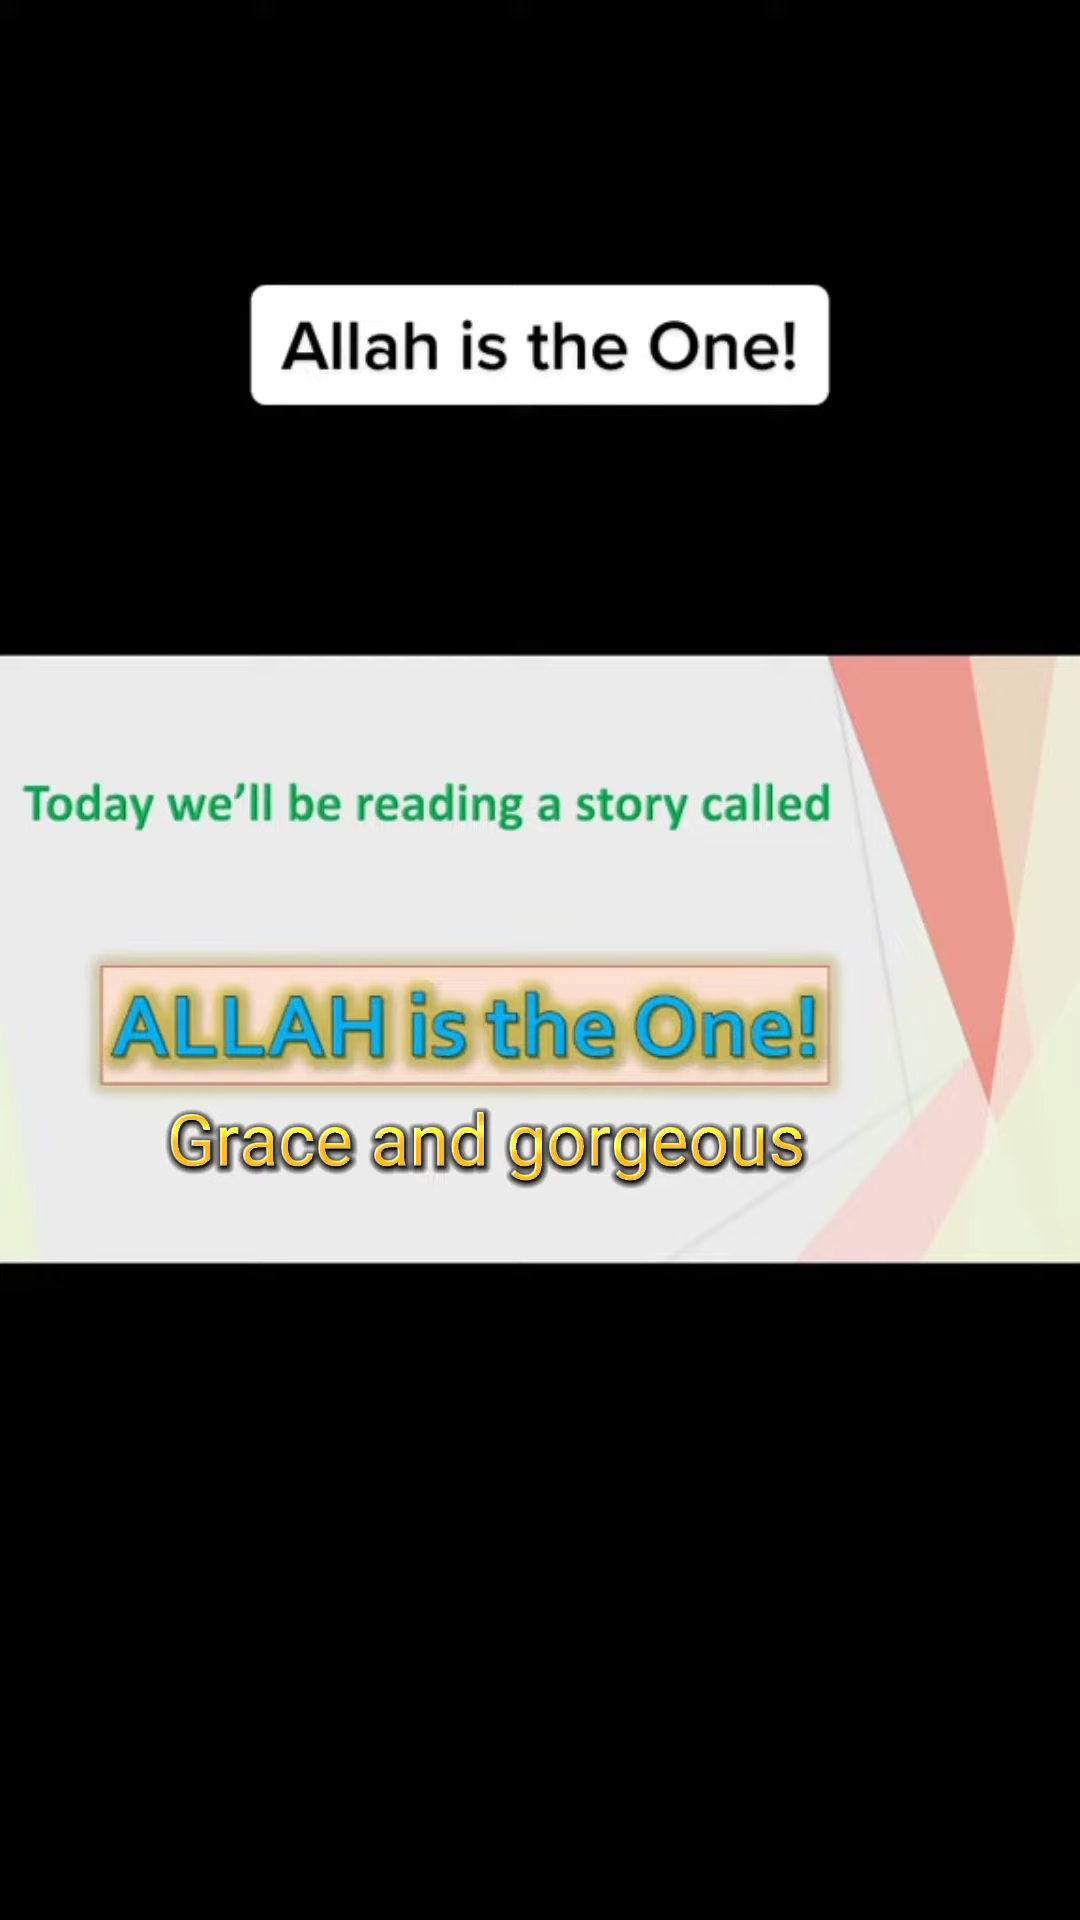 Allah is the One!
Today we’ll be reading a story called
ALLAH is the One!
Grace and gorgeous